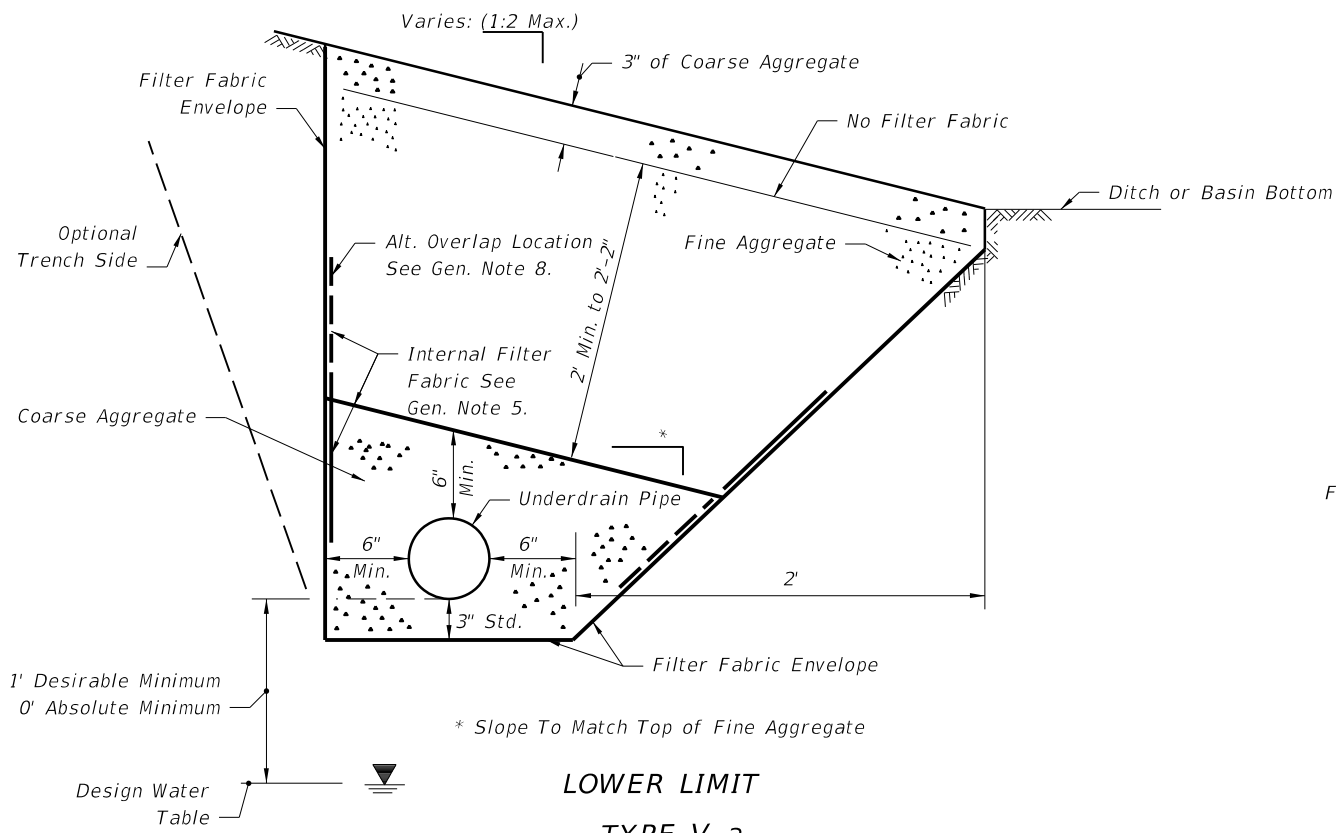 Varies: (1:2 Max.)
3" of Coarse Aggregate
Filter Fabric
Envelope
No Filter Fabric
Ditch or Basin Bottom
Optional
Trench Side
Alt. Overlap Location
See Gen. Note 8.
Fine Aggregate
2' Min. to 2'-2"
Internal Filter
Fabric See
Gen. Note 5.
Coarse Aggregate
*
6"
Min.
Underdrain Pipe
F
6"
Min.
6"
Min.
2'
3" Std.
Filter Fabric Envelope
1' Desirable Minimum
0' Absolute Minimum
* Slope To Match Top of Fine Aggregate
Design Water
Table
LOWER LIMIT
TYPE V a